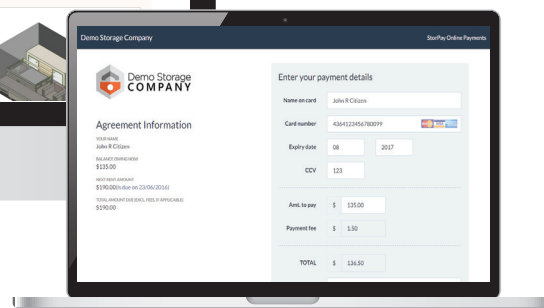 Demo Storage Company
StorPay Online Payments
Demo Storage
COMPANY
Agreement Information
YOUR NAME
John R Citizen
BALANCE OWING NOW
$135.00
NEXT RENT AMOUNT
$190.00(is due on 23/06/2016)
TOTAL AMOUNT DUE (EXCL. FEES, IF APPLICABLE)
$190.00
Enter your payment details
Name on card John R Citizen
Card number 4364123456780099
Expiry date 08 2017
CCV 123
Amt. to pay $ 135.00
Payment fee $ 1.50
TOTAL $ 136.50